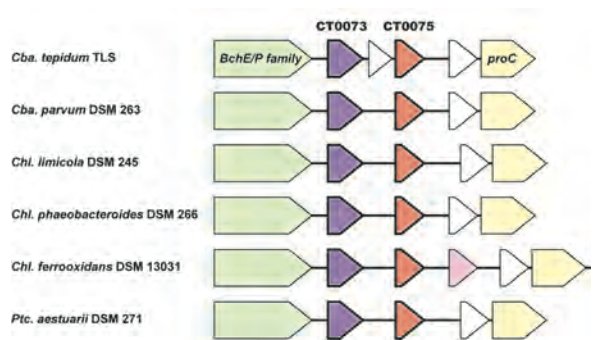 CT0073 CT0075
Cba. tepidum TLS BchE/P family proC
Cba. parvum DSM 263
Chl. limicola DSM 245
Chl. phaeobacteroides DSM 266
Chl. ferrooxidans DSM 13031
Ptc. aestuarii DSM 271